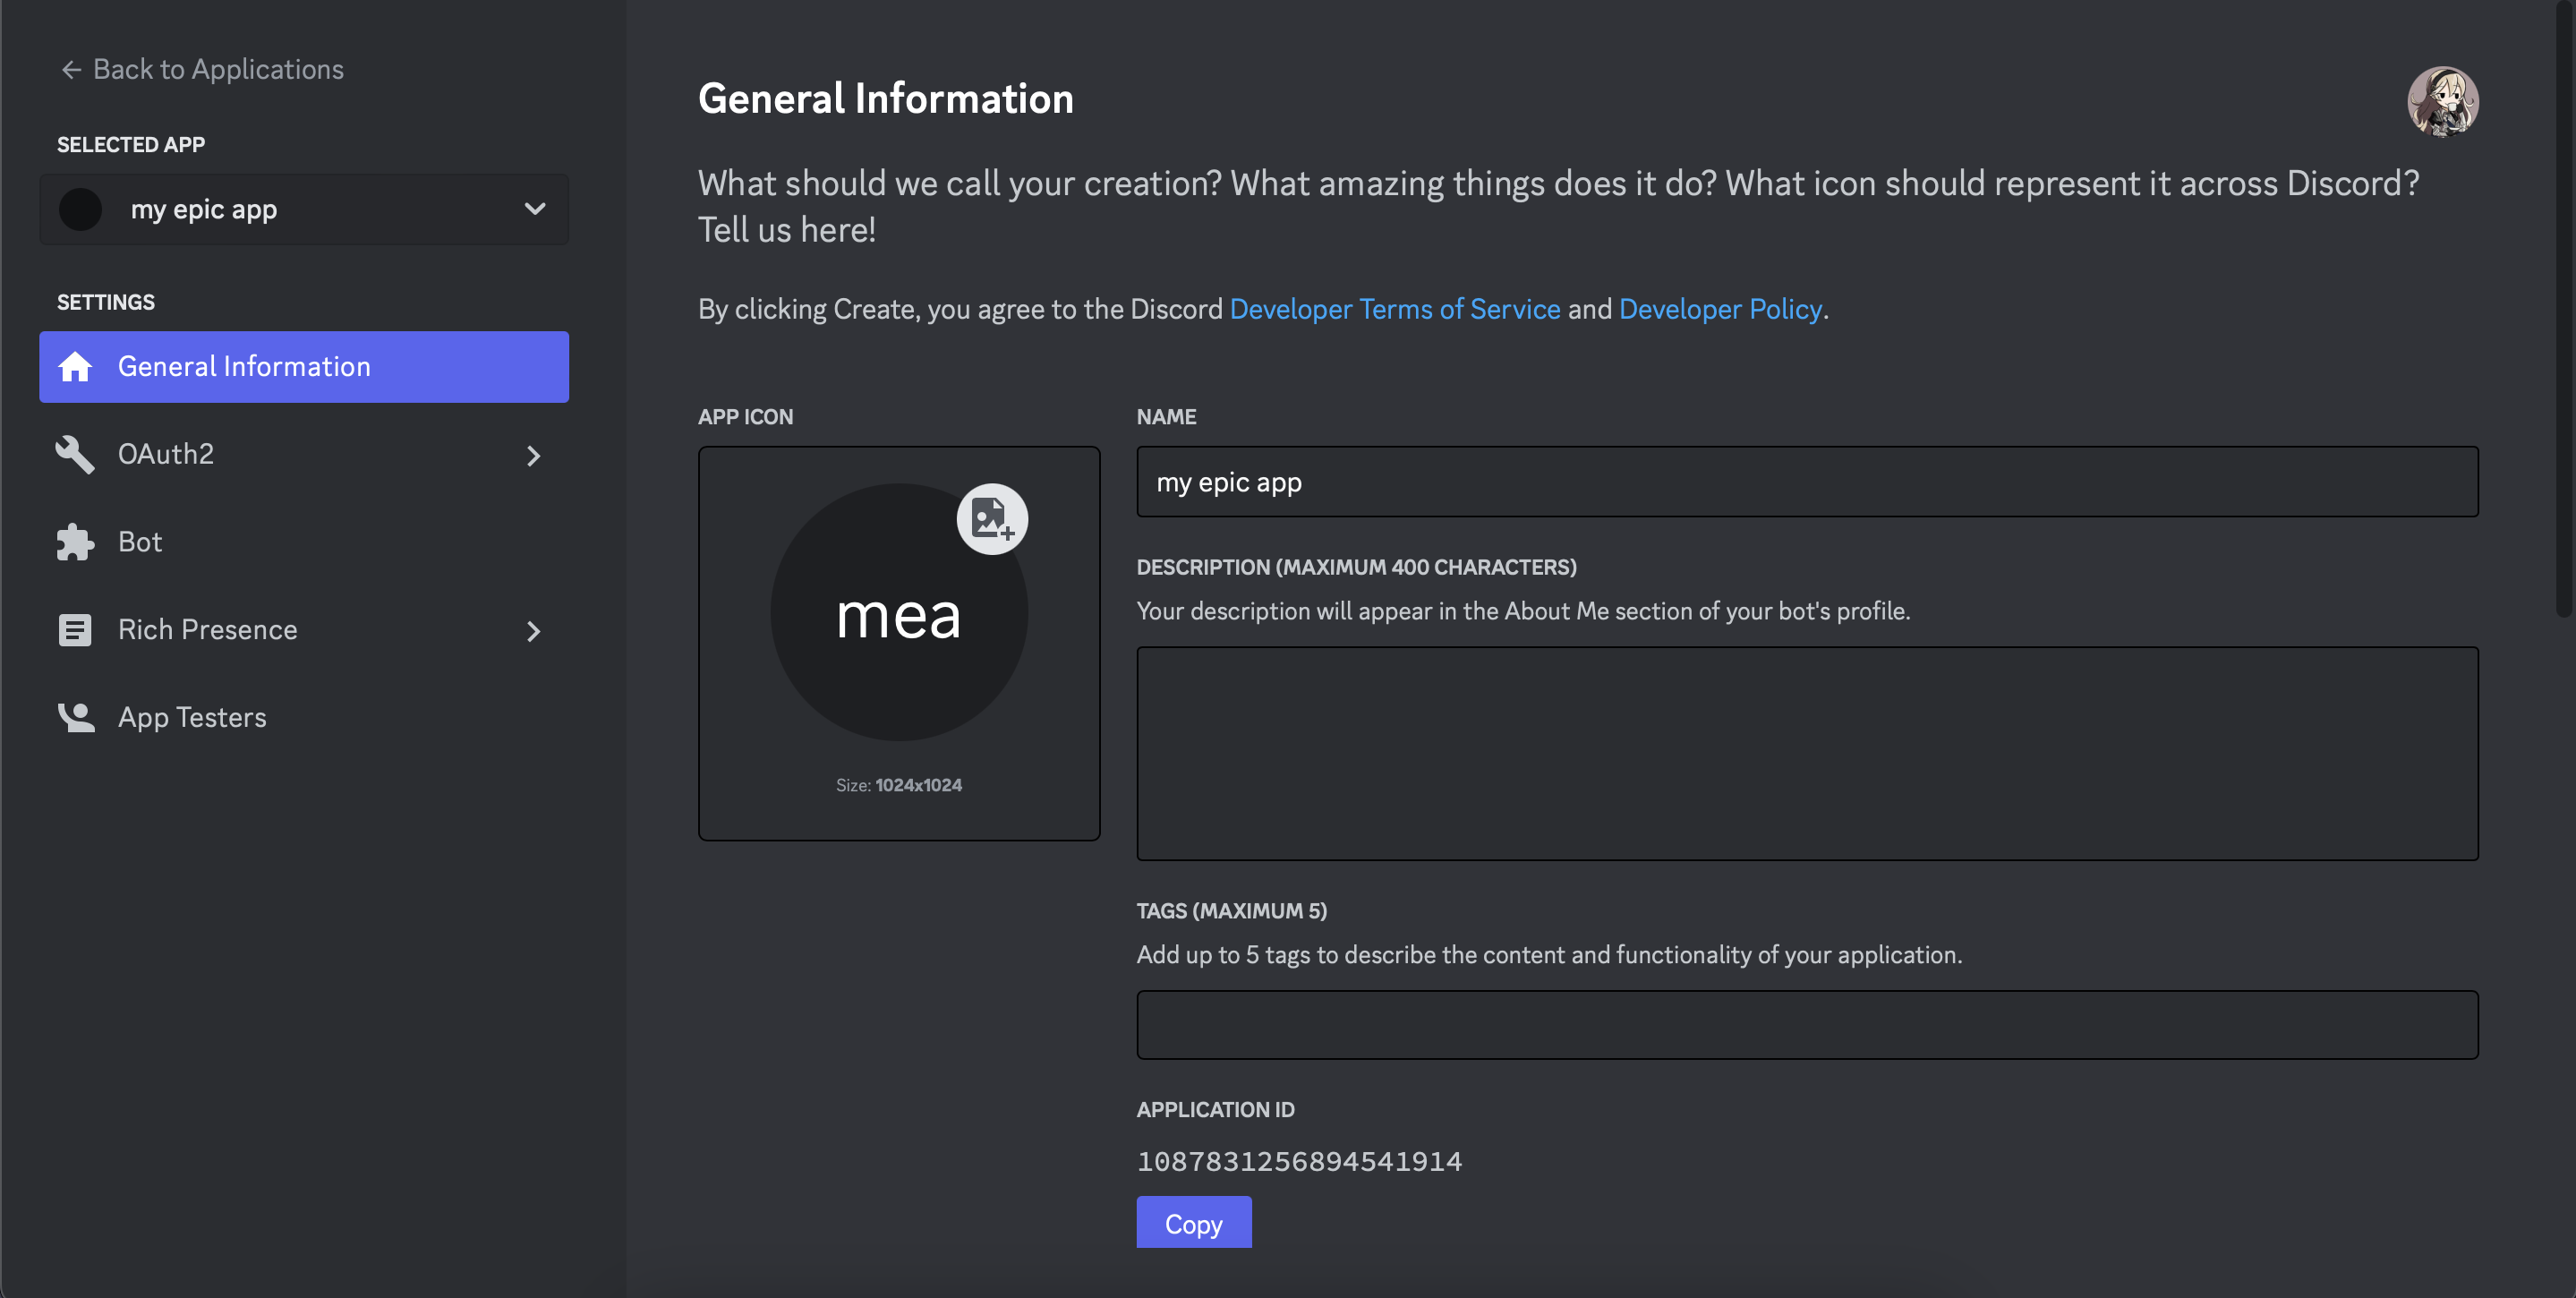 ← Back to Applications
SELECTED APP
my epic app
SETTINGS
General Information
OAuth2
Bot
Rich Presence
App Testers
General Information
What should we call your creation? What amazing things does it do? What icon should represent it across Discord?
Tell us here!
By clicking Create, you agree to the Discord Developer Terms of Service and Developer Policy.
APP ICON
mea
Size: 1024x1024
NAME
my epic app
DESCRIPTION (MAXIMUM 400 CHARACTERS)
Your description will appear in the About Me section of your bot's profile.
TAGS (MAXIMUM 5)
Add up to 5 tags to describe the content and functionality of your application.
APPLICATION ID
1087831256894541914
Copy